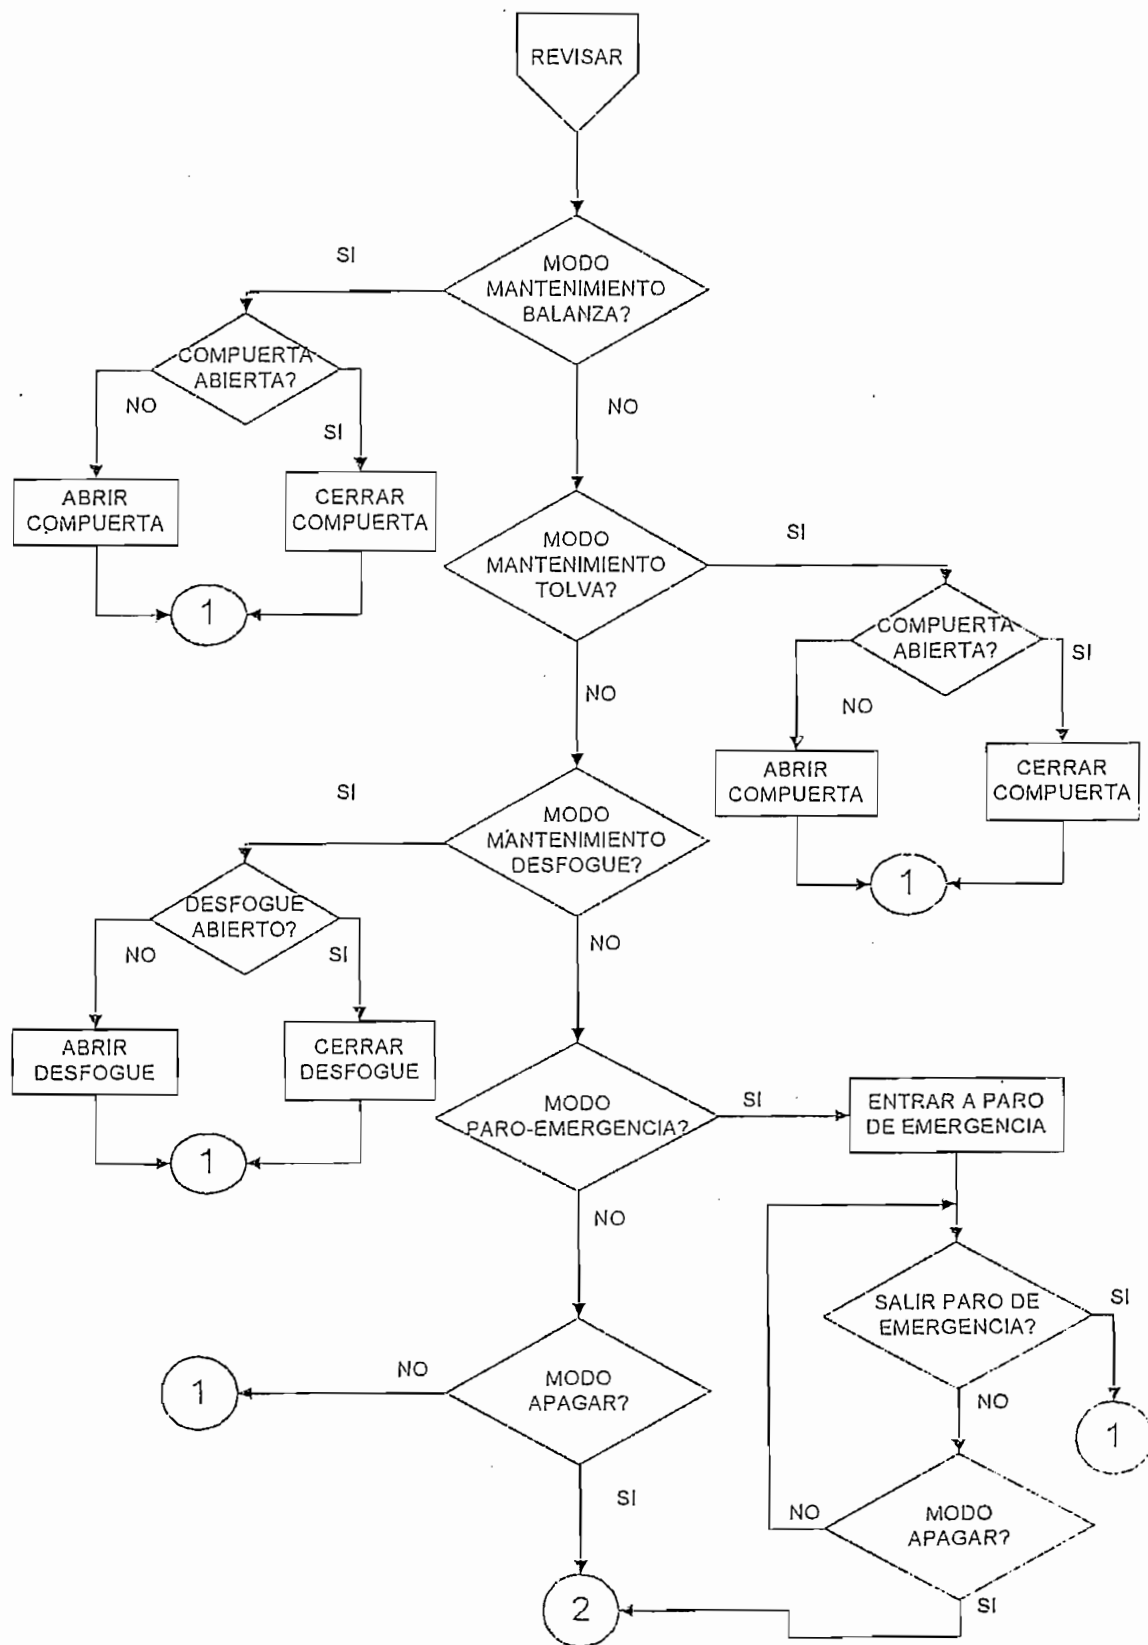 REVISAR
SI
MODO
MANTENIMIENTO
BALANZA?
COMPUERTA
ABIERTA?
NO
SI
NO
ABRIR
COMPUERTA
CERRAR
COMPUERTA
1
MODO
MANTENIMIENTO
TOLVA?
SI
COMPUERTA
ABIERTA?
NO
SI
NO
ABRIR
COMPUERTA
CERRAR
COMPUERTA
1
SI
MODO
MANTENIMIENTO
DESFOGUE?
DESFOGUE
ABIERTO?
NO
SI
NO
ABRIR
DESFOGUE
CERRAR
DESFOGUE
1
MODO
PARO-EMERGENCIA?
SI
ENTRAR A PARO
DE EMERGENCIA
NO
SALIR PARO DE
EMERGENCIA?
SI
NO
1
MODO
APAGAR?
NO
1
SI
MODO
APAGAR?
NO
SI
2